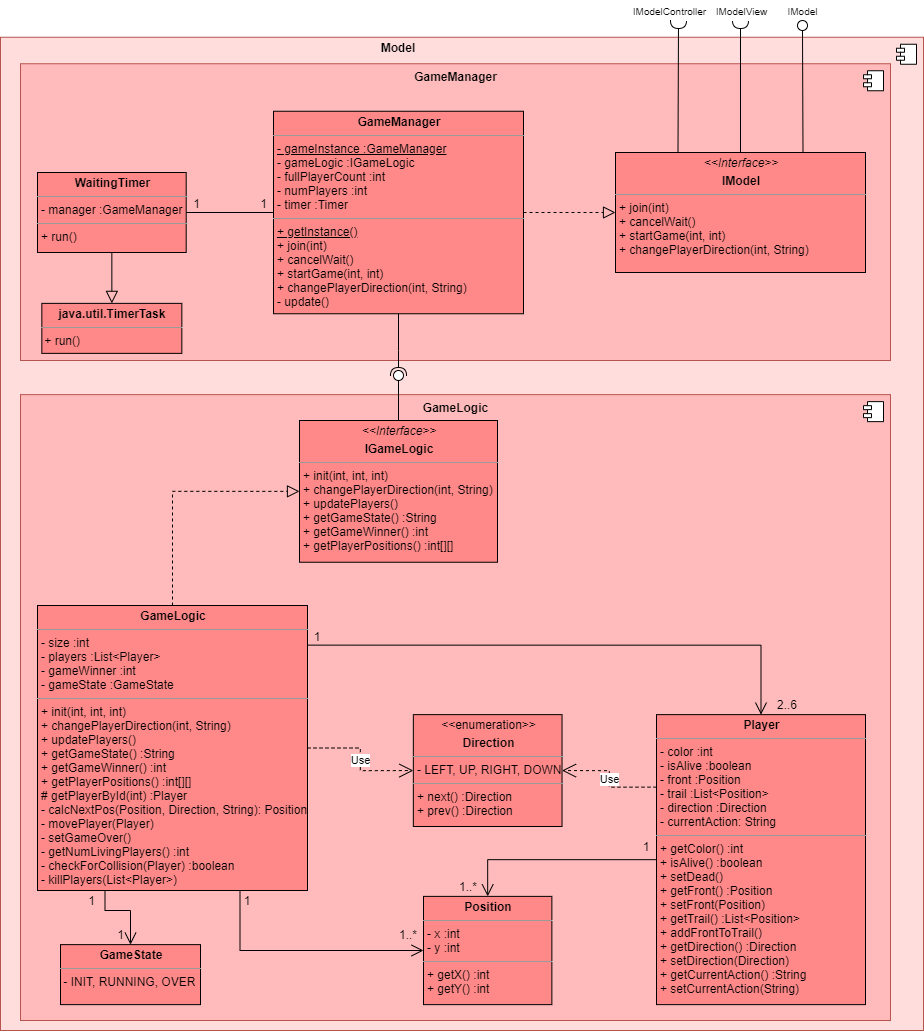 IModelController
IModelView
IModel
Model
GameManager
GameManager
- gameInstance :GameManager
- gameLogic :IGameLogic
- fullPlayerCount :int
- numPlayers :int
- timer :Timer
+ getInstance()
+ join(int)
+ cancelWait()
+ startGame(int, int)
+ changePlayerDirection(int, String)
- update()
WaitingTimer
- manager :GameManager
+ run()
1
1
java.util.TimerTask
+ run()
<<Interface>>
IModel
+ join(int)
+ cancelWait()
+ startGame(int, int)
+ changePlayerDirection(int, String)
GameLogic
<<Interface>>
IGameLogic
+ init(int, int, int)
+ changePlayerDirection(int, String)
+ updatePlayers()
+ getGameState() :String
+ getGameWinner() :int
+ getPlayerPositions() :int[][]
GameLogic
- size :int
- players :List<Player>
- gameWinner :int
- gameState :GameState
+ init(int, int, int)
+ changePlayerDirection(int, String)
+ updatePlayers()
+ getGameState() :String
+ getGameWinner() :int
+ getPlayerPositions() :int[][]
# getPlayerById(int) :Player
- calcNextPos(Position, Direction, String): Position
- movePlayer(Player)
- setGameOver()
- getNumLivingPlayers() :int
- checkForCollision(Player) :boolean
- killPlayers(List<Player>)
1
2..6
Use
Use
<<enumeration>>
Direction
- LEFT, UP, RIGHT, DOWN
+ next() :Direction
+ prev() :Direction
Player
- color :int
- isAlive :boolean
- front :Position
- trail :List<Position>
- direction :Direction
- currentAction: String
+ getColor() :int
+ isAlive() :boolean
+ setDead()
+ getFront() :Position
+ setFront(Position)
+ getTrail() :List<Position>
+ addFrontToTrail()
+ getDirection() :Direction
+ setDirection(Direction)
+ getCurrentAction() :String
+ setCurrentAction(String)
1
1..*
Position
- x :int
- y :int
+ getX() :int
+ getY() :int
1
1..*
1
1
GameState
- INIT, RUNNING, OVER